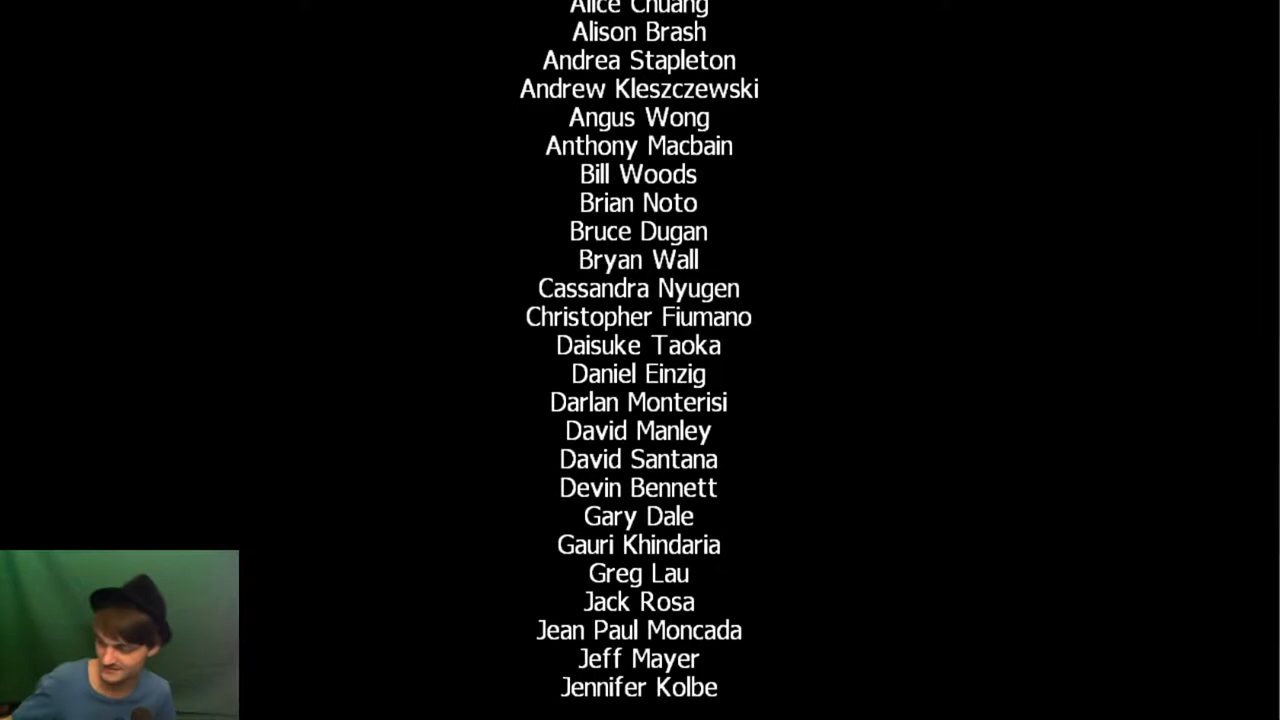 Alice Chuang
Alison Brash
Andrea Stapleton
Andrew Kleszczewski
Angus Wong
Anthony Macbain
Bill Woods
Brian Noto
Bruce Dugan
Bryan Wall
Cassandra Nyugen
Christopher Fiumano
Daisuke Taoka
Daniel Einzig
Darlan Monterisi
David Manley
David Santana
Devin Bennett
Gary Dale
Gauri Khindaria
Greg Lau
Jack Rosa
Jean Paul Moncada
Jeff Mayer
Jennifer Kolbe